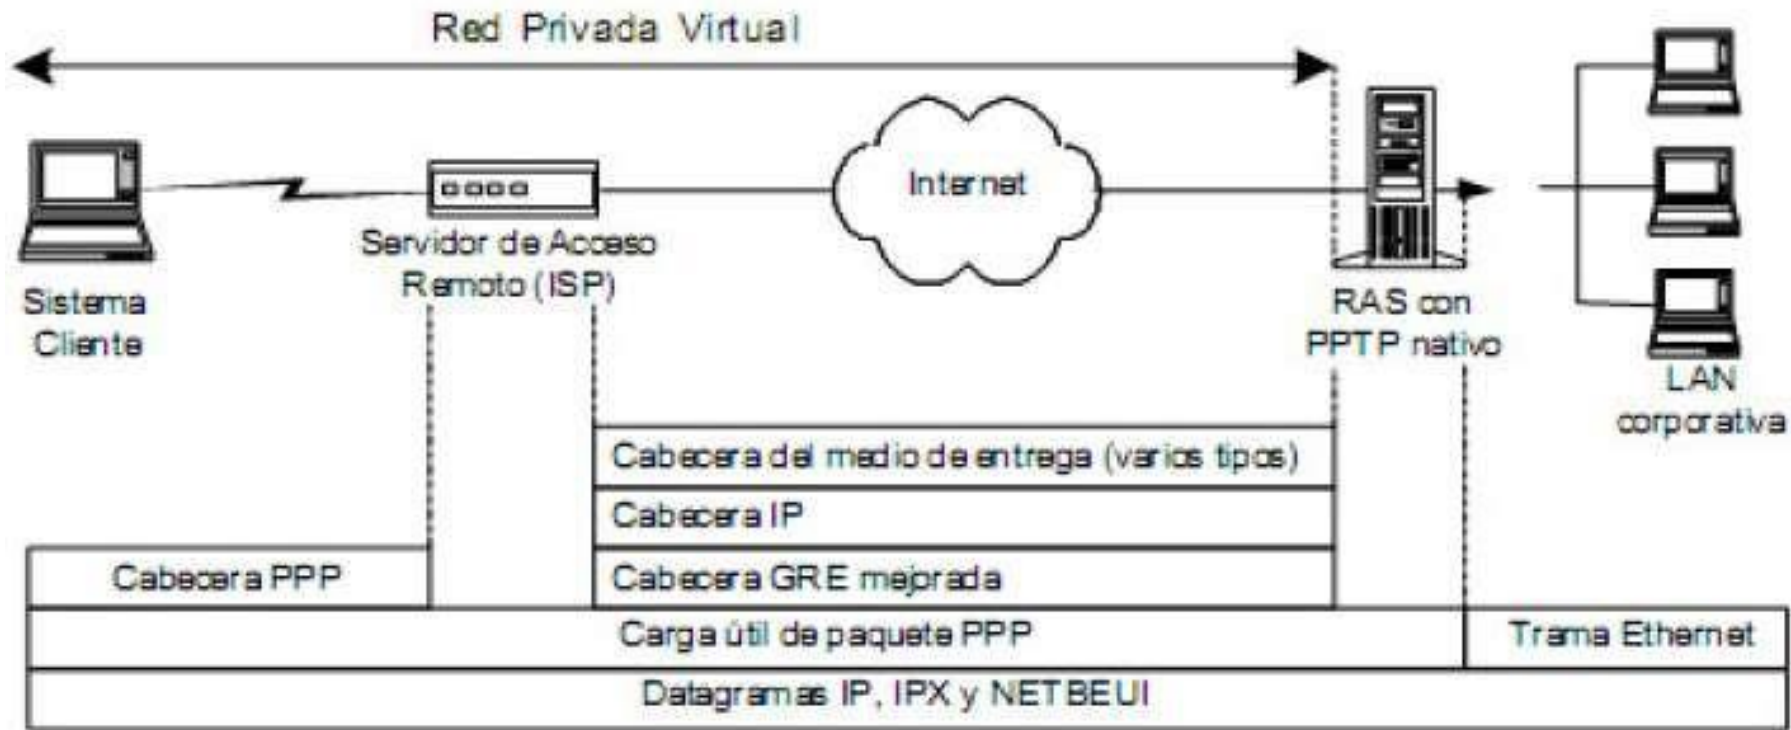 Red Privada Virtual
Internet
Servidor de Acceso
Remoto (ISP)
Sistema
Cliente
RAS con
PPTP nativo
LAN
corporativa
Cabecera del medio de entrega (varios tipos)
Cabecera IP
Cabecera PPP
Cabecera GRE mejorada
Carga útil de paquete PPP
Trama Ethernet
Datagramas IP, IPX y NETBEUI